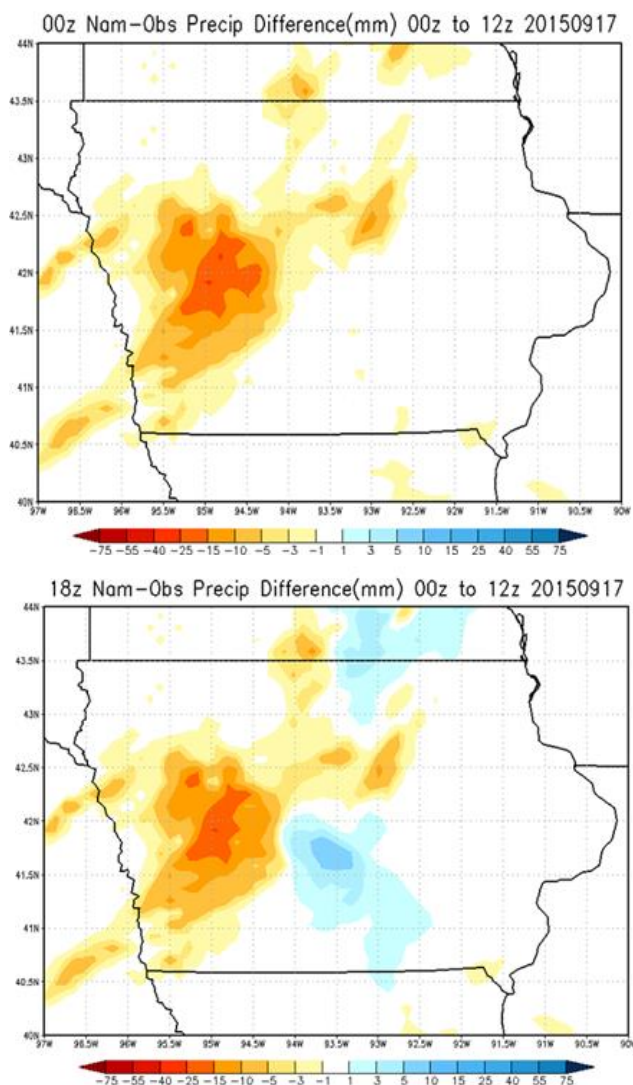 00z Nam-Obs Precip Difference(mm) 00z to 12z 20150917
44N
43.5N
43N
42.5N
42N
41.5N
41N
40.5N
40N
97W 96.5W 96W 95.5W 95W 94.5W 94W 93.5W 93W 92.5W 92W 91.5W 91W 90.5W 90W
-75 -55 -40 -25 -15 -10 -5 -3 -1 1 3 5 10 15 25 40 55 75
18z Nam-Obs Precip Difference(mm) 00z to 12z 20150917
44N
43.5N
43N
42.5N
42N
41.5N
41N
40.5N
40N
97W 96.5W 96W 95.5W 95W 94.5W 94W 93.5W 93W 92.5W 92W 91.5W 91W 90.5W 90W
-75 -55 -40 -25 -15 -10 -5 -3 -1 1 3 5 10 15 25 40 55 75